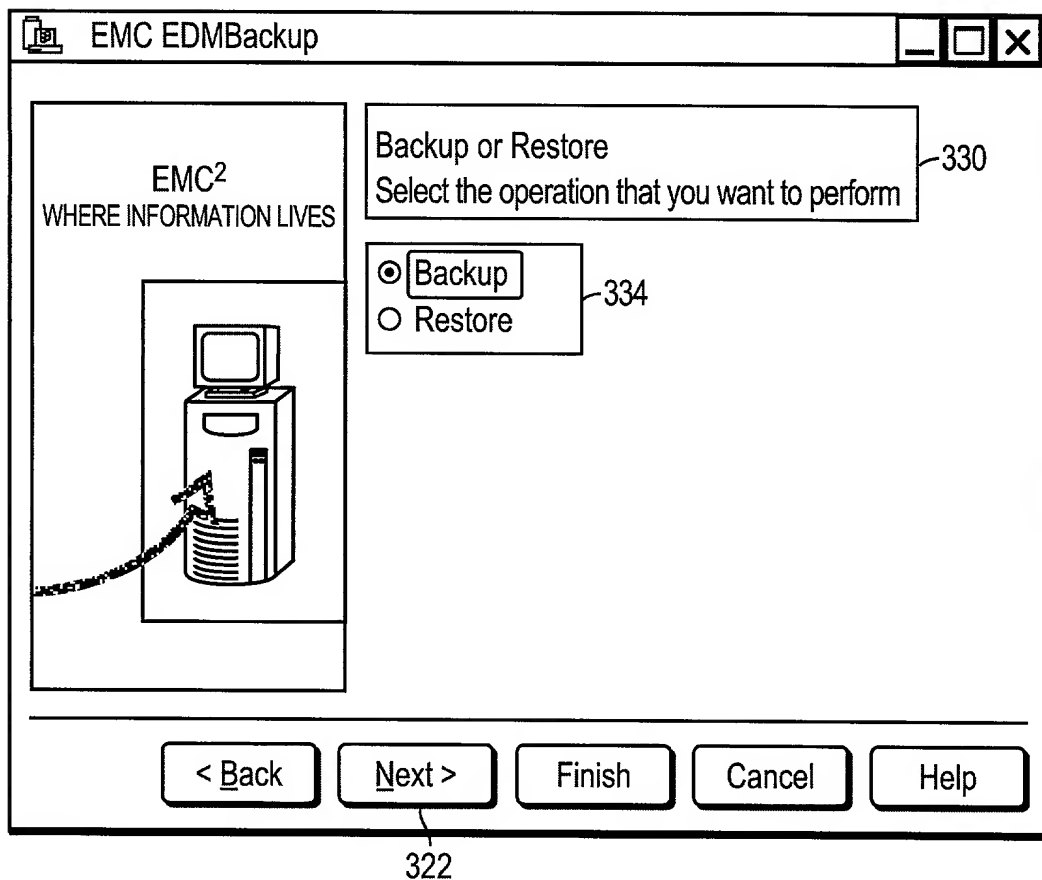 EMC EDMBackup
EMC²
WHERE INFORMATION LIVES
Backup or Restore
Select the operation that you want to perform
330
Backup
Restore
334
< Back
Next >
Finish
Cancel
Help
322